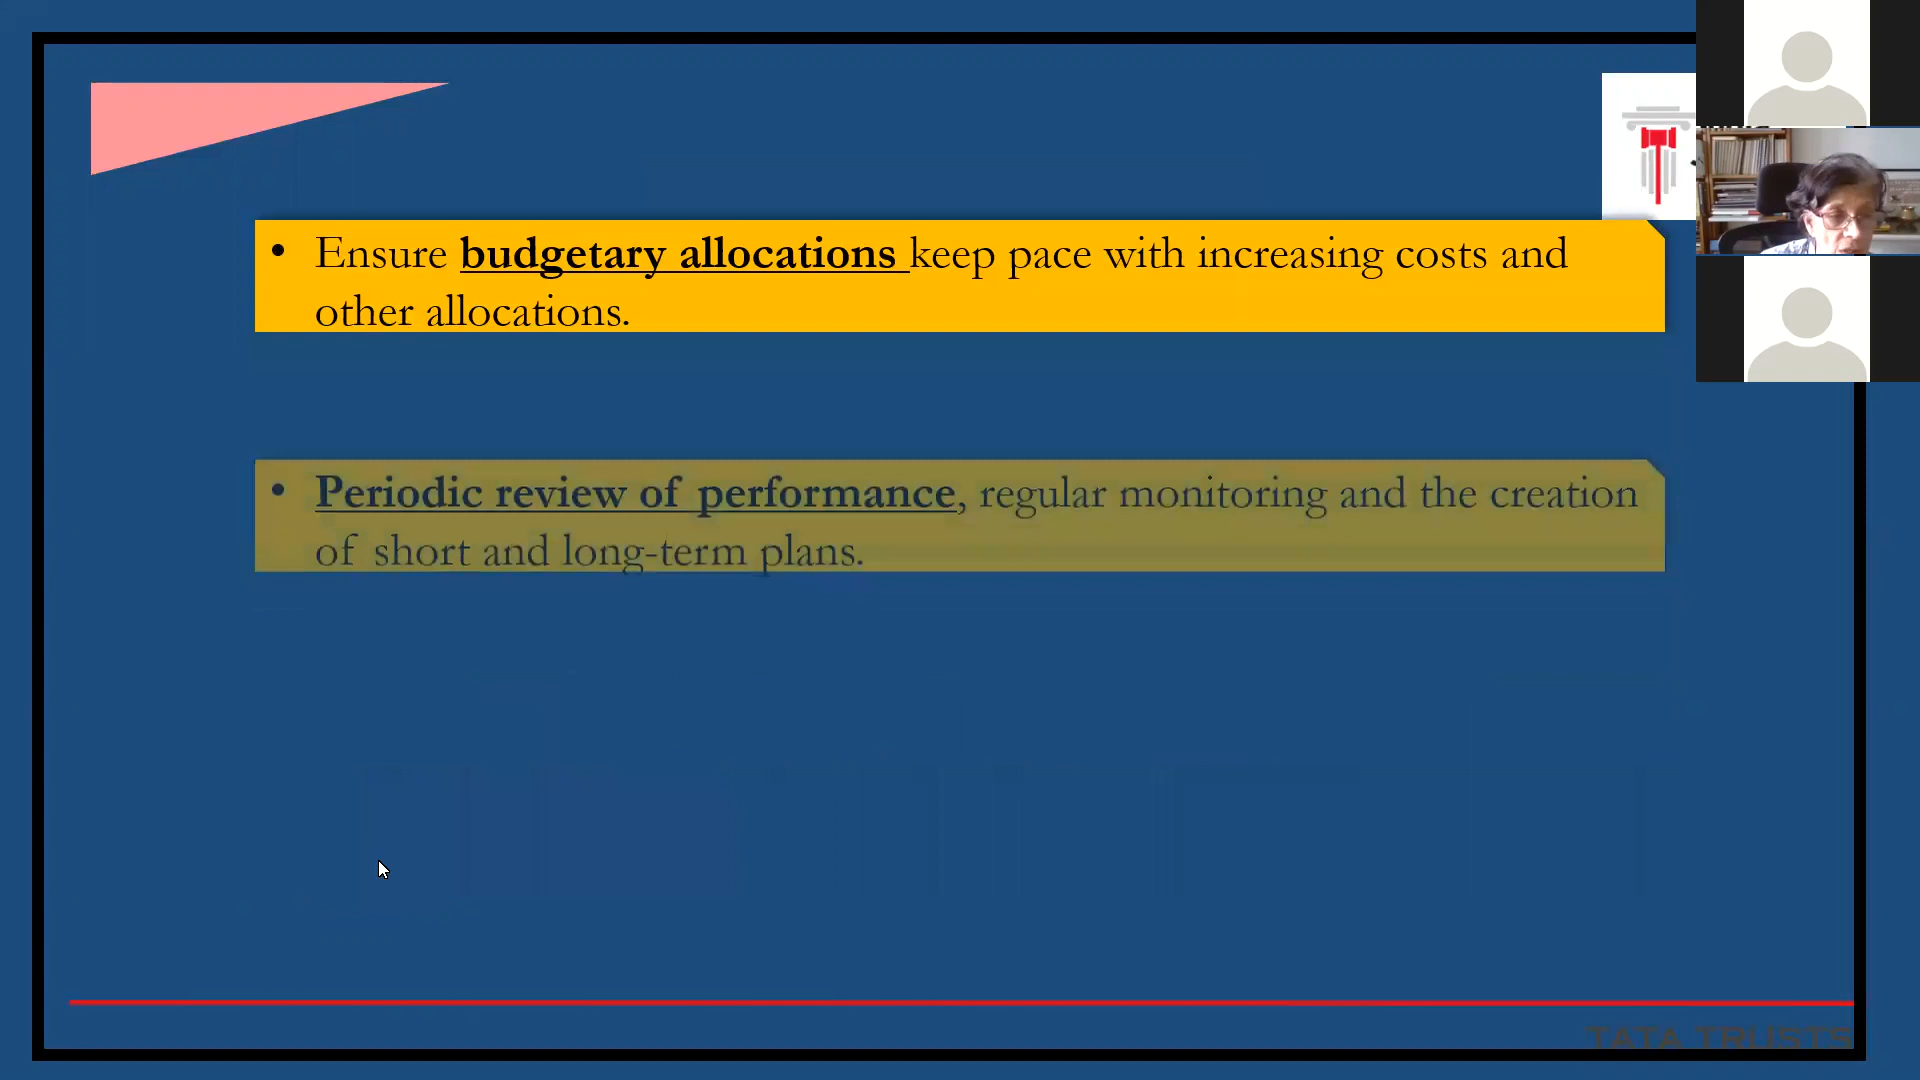 • Ensure budgetary allocations keep pace with increasing costs and
other allocations.
• Periodic review of performance, regular monitoring and the creation
of short and long-term plans.
TATA TRUSTS